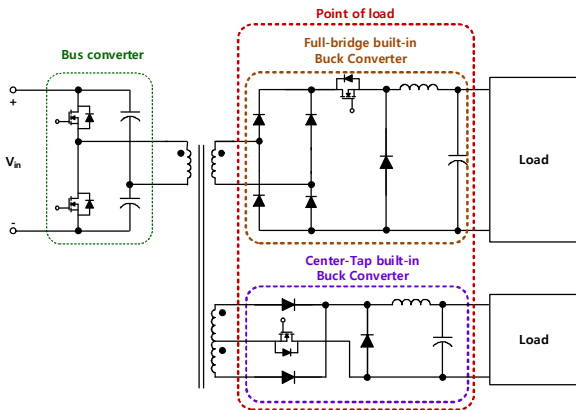 Point of load
Bus converter
Full-bridge built-in
Buck Converter
+
Vin
-
Load
Center-Tap built-in
Buck Converter
Load